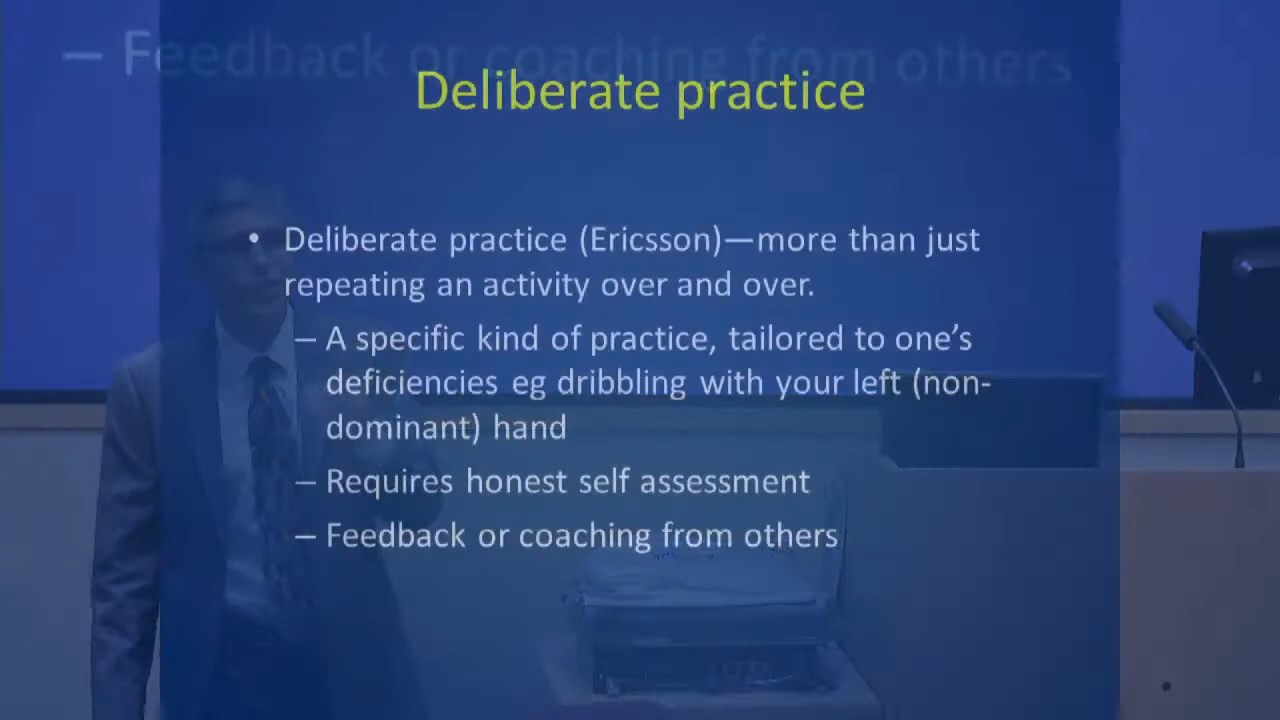 – Feedback or coaching from others
Deliberate practice
• Deliberate practice (Ericsson)—more than just
repeating an activity over and over.
– A specific kind of practice, tailored to one’s
deficiencies eg dribbling with your left (non-
dominant) hand
– Requires honest self assessment
– Feedback or coaching from others